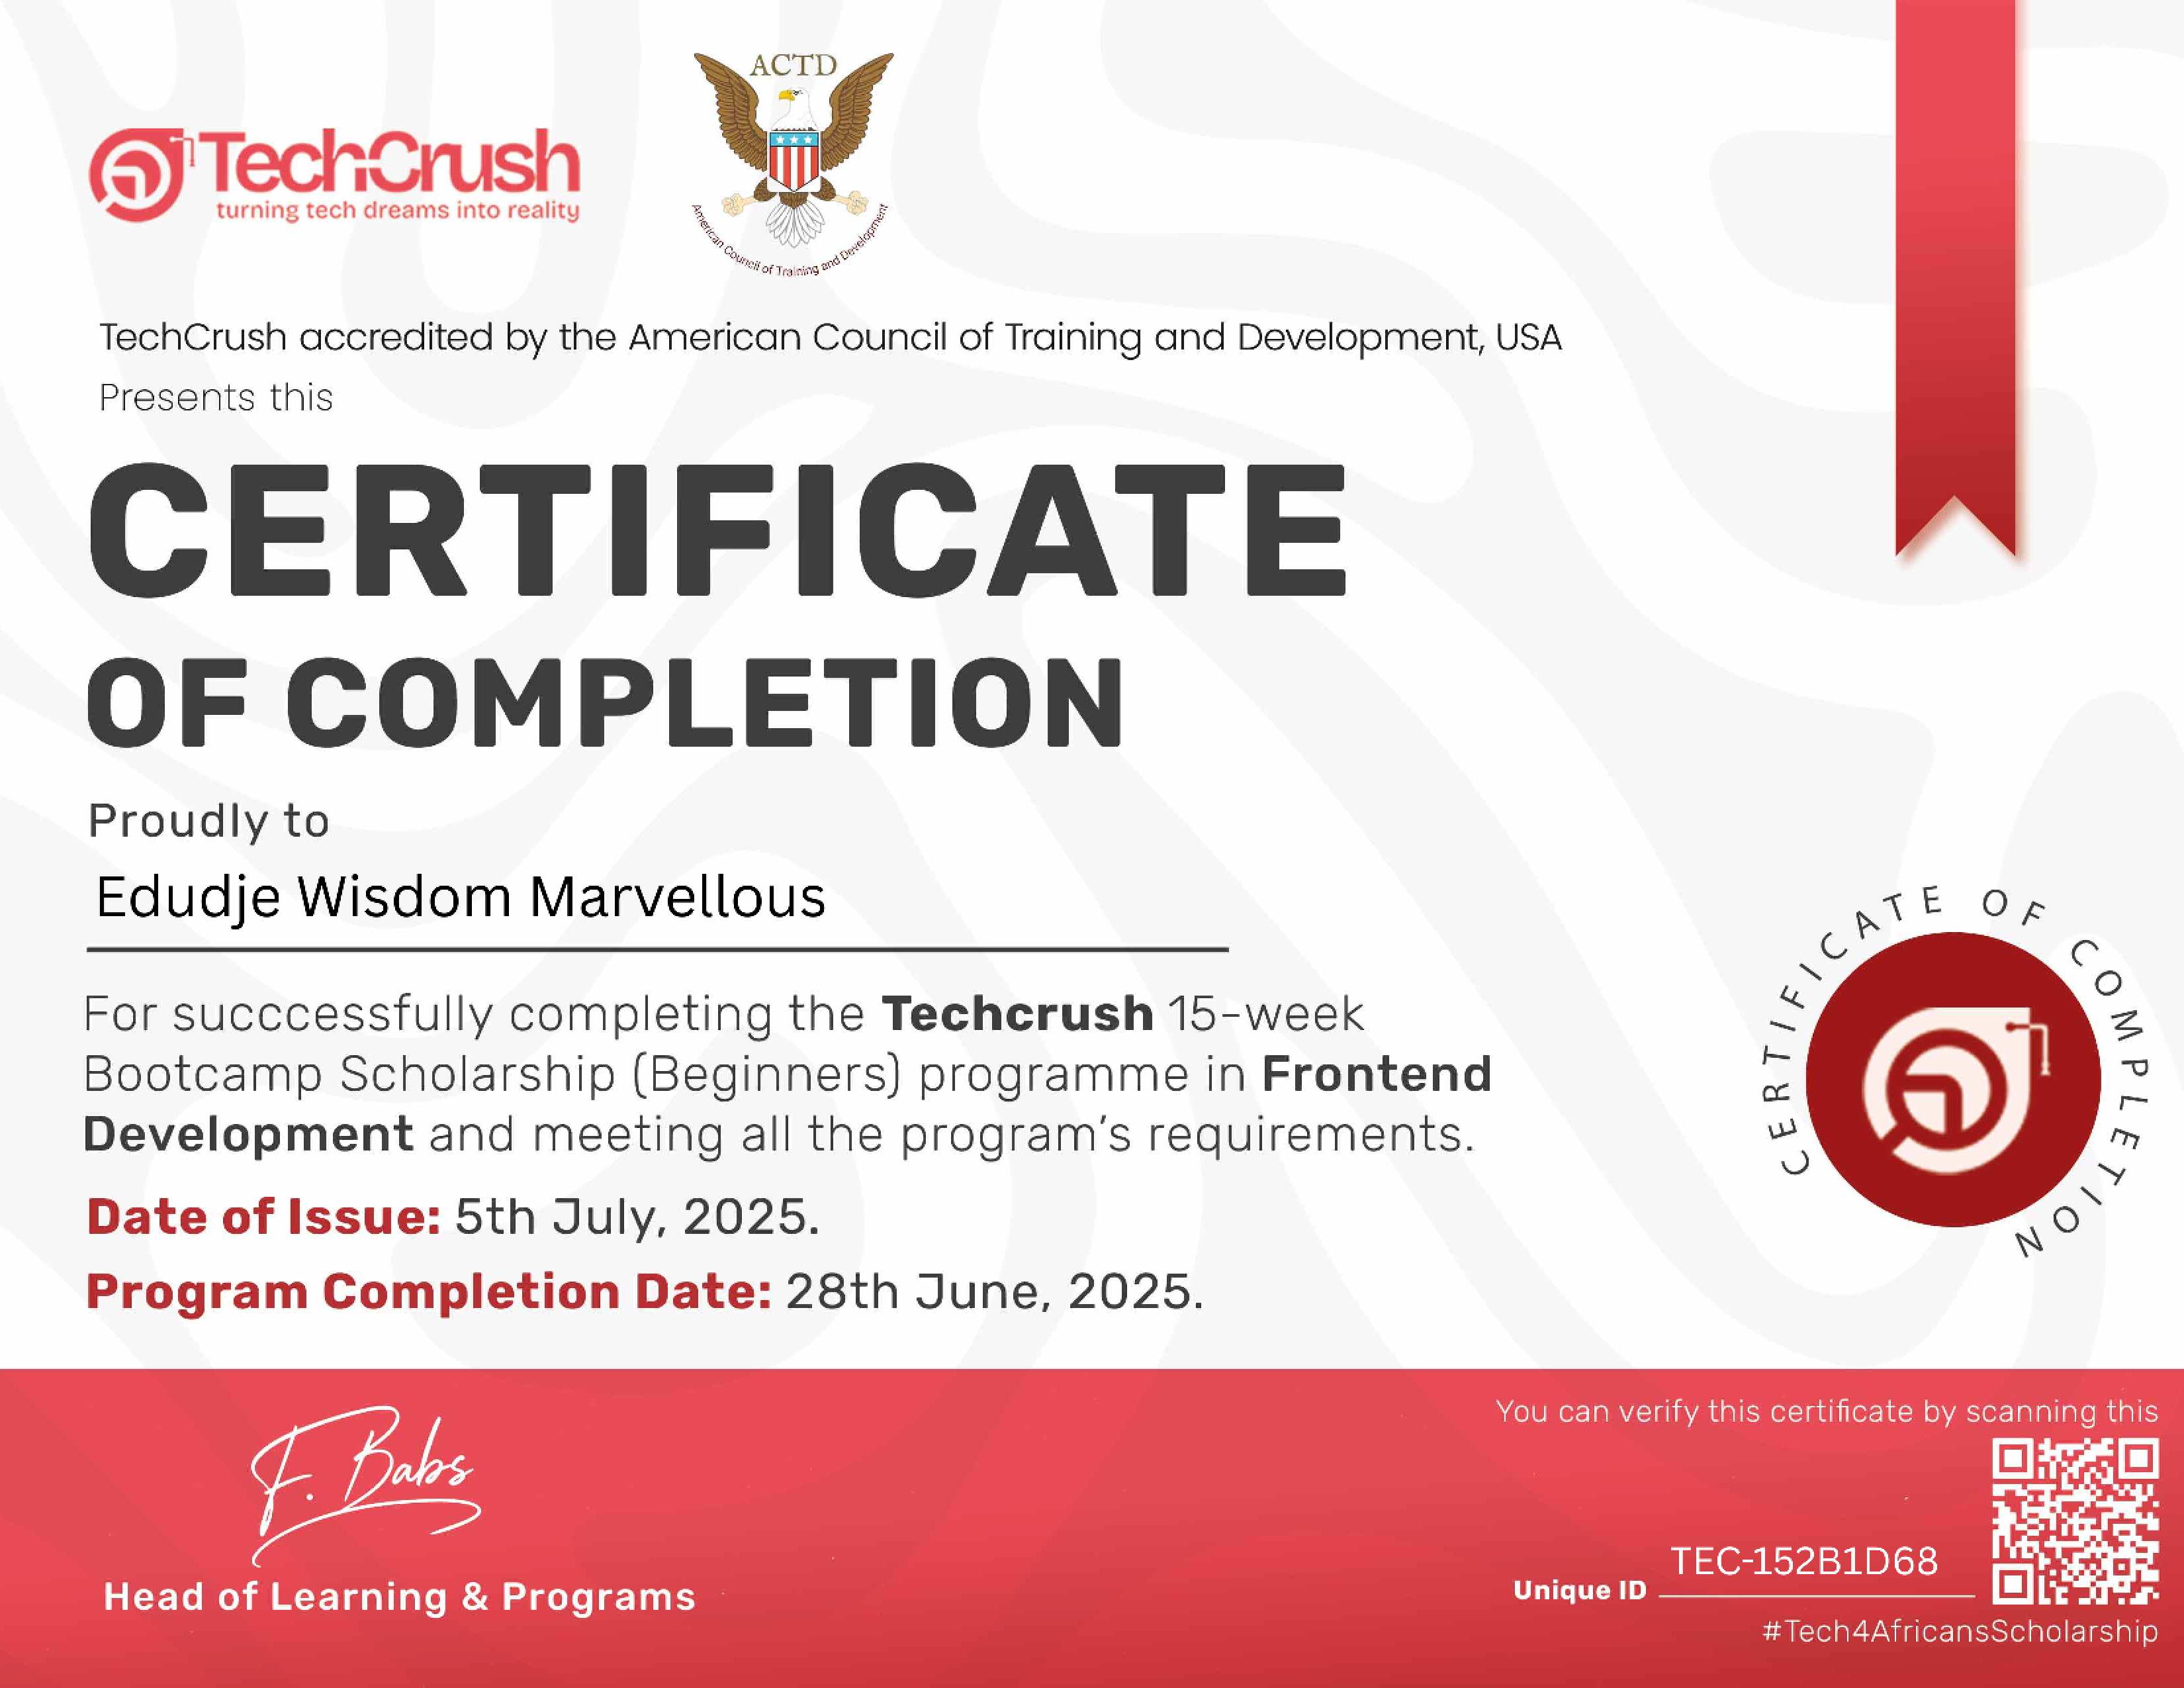 ACTD
TechCrush
turning tech dreams into reality
American Council of Training and Development
TechCrush accredited by the American Council of Training and Development, USA
Presents this
CERTIFICATE
OF COMPLETION
Proudly to
Edudje Wisdom Marvellous
For succcessfully completing the Techcrush 15-week
Bootcamp Scholarship (Beginners) programme in Frontend
Development and meeting all the program's requirements.
Date of Issue: 5th July, 2025.
Program Completion Date: 28th June, 2025.
CERTIFICATE OF COMPLETION
F. Babs
Head of Learning & Programs
You can verify this certificate by scanning this
TEC-152B1D68
Unique ID
#Tech4AfricansScholarship